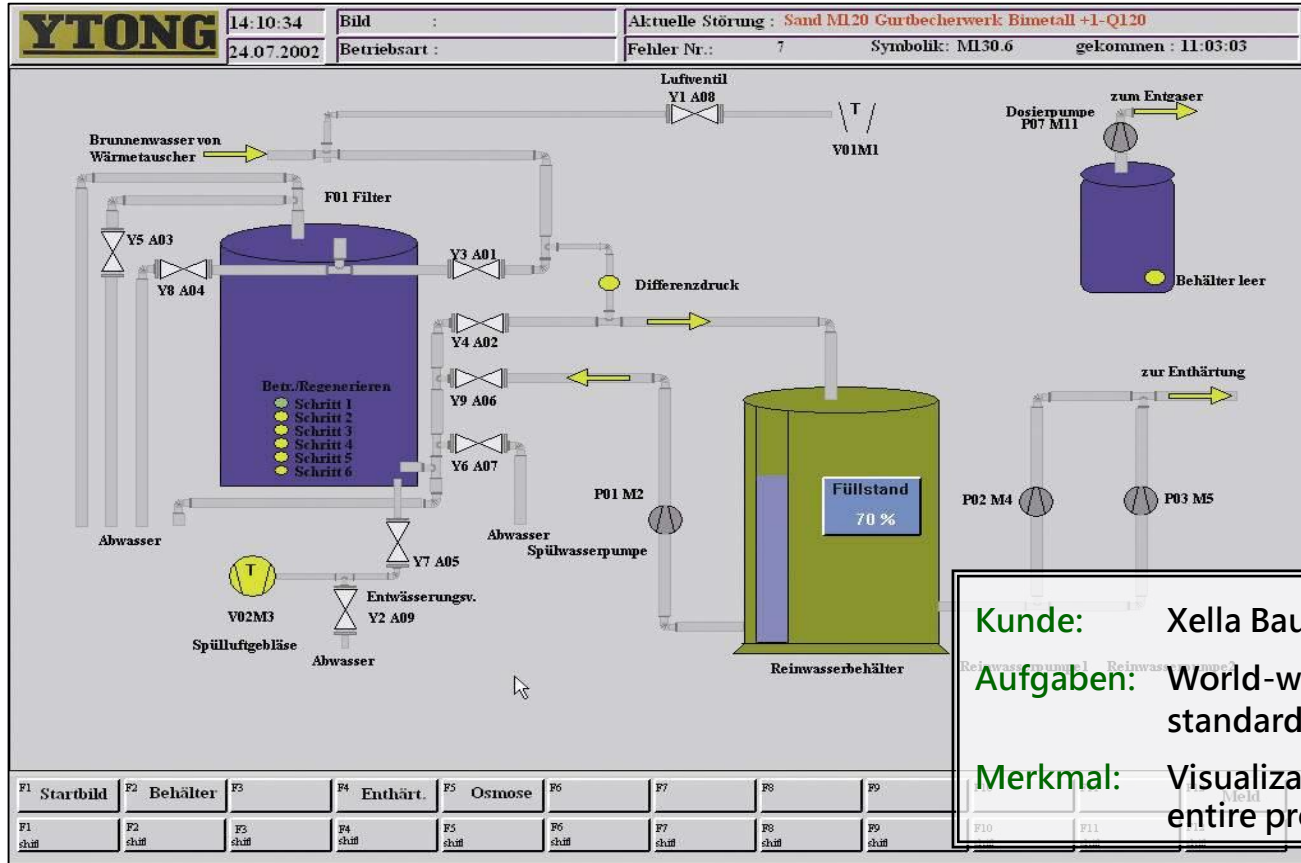 YTONG
14:10:34
24.07.2002
Bild :
Betriebsart :
Aktuelle Störung : Sand M120 Gurtbecherwerk Bimetall +1-Q120
Fehler Nr.: 7 Symbolik: M130.6 gekommen : 11:03:03
Luftventil
Y1 A08
T
V01M1
zum Entgaser
Dosierpumpe
P07 M11
Brunnenwasser von
Wärmetauscher
F01 Filter
Y5 A03
Y8 A04
Y3 A01
Differenzdruck
Behälter leer
Y4 A02
Betr./Regenerieren
Schritt 1
Schritt 2
Schritt 3
Schritt 4
Schritt 5
Schritt 6
Y9 A06
zur Enthärtung
Y6 A07
P01 M2
Füllstand
70 %
P02 M4
P03 M5
Abwasser
Abwasser
Spülwasserpumpe
Y7 A05
T
V02M3
Spülluftgebläse
Entwässerungsv.
Y2 A09
Abwasser
Reinwasserbehälter
Reinwasserpumpe1 Reinwasserpumpe2
Kunde: Xella Bau
Aufgaben: World-w
standard
Merkmal: Visualiza
entire pro
F1 Startbild F2 Behälter F3 F4 Enthärt. F5 Osmose F6 F7 F8 F9 Meld
F1 F2 F3 F4 F5 F6 F7 F8 F9 F10 F11
shift shift shift shift shift shift shift shift shift shift shift